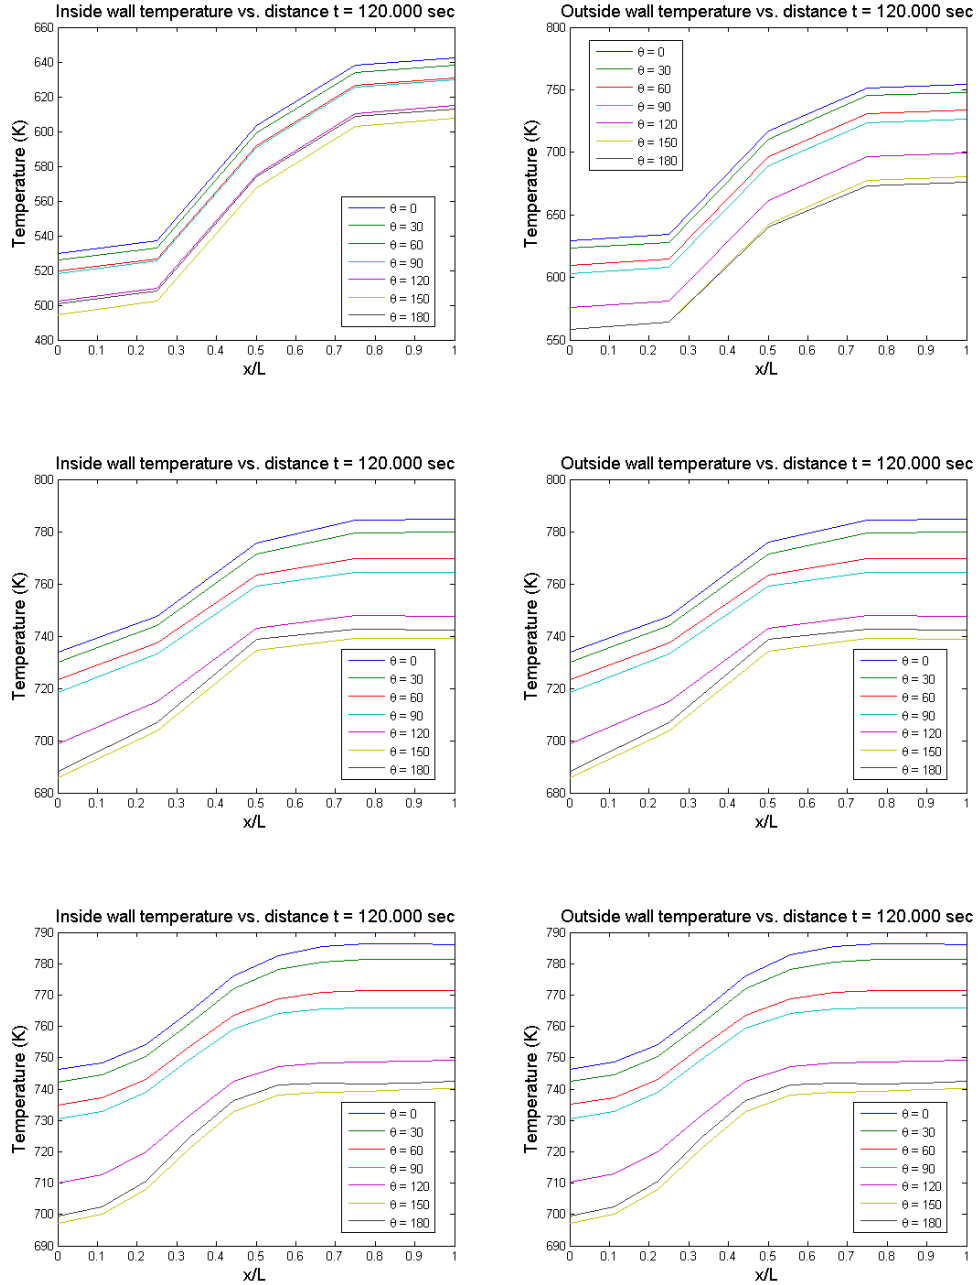 Inside wall temperature vs. distance t = 120.000 sec
660
640
620
600
580
560
540
520
500
480
Temperature (K)
θ = 0
θ = 30
θ = 60
θ = 90
θ = 120
θ = 150
θ = 180
0 0.1 0.2 0.3 0.4 0.5 0.6 0.7 0.8 0.9 1
x/L
Outside wall temperature vs. distance t = 120.000 sec
800
750
700
650
600
550
Temperature (K)
θ = 0
θ = 30
θ = 60
θ = 90
θ = 120
θ = 150
θ = 180
0 0.1 0.2 0.3 0.4 0.5 0.6 0.7 0.8 0.9 1
x/L
Inside wall temperature vs. distance t = 120.000 sec
800
780
760
740
720
700
680
Temperature (K)
θ = 0
θ = 30
θ = 60
θ = 90
θ = 120
θ = 150
θ = 180
0 0.1 0.2 0.3 0.4 0.5 0.6 0.7 0.8 0.9 1
x/L
Outside wall temperature vs. distance t = 120.000 sec
800
780
760
740
720
700
680
Temperature (K)
θ = 0
θ = 30
θ = 60
θ = 90
θ = 120
θ = 150
θ = 180
0 0.1 0.2 0.3 0.4 0.5 0.6 0.7 0.8 0.9 1
x/L
Inside wall temperature vs. distance t = 120.000 sec
790
780
770
760
750
740
730
720
710
700
690
Temperature (K)
θ = 0
θ = 30
θ = 60
θ = 90
θ = 120
θ = 150
θ = 180
0 0.1 0.2 0.3 0.4 0.5 0.6 0.7 0.8 0.9 1
x/L
Outside wall temperature vs. distance t = 120.000 sec
790
780
770
760
750
740
730
720
710
700
690
Temperature (K)
θ = 0
θ = 30
θ = 60
θ = 90
θ = 120
θ = 150
θ = 180
0 0.1 0.2 0.3 0.4 0.5 0.6 0.7 0.8 0.9 1
x/L